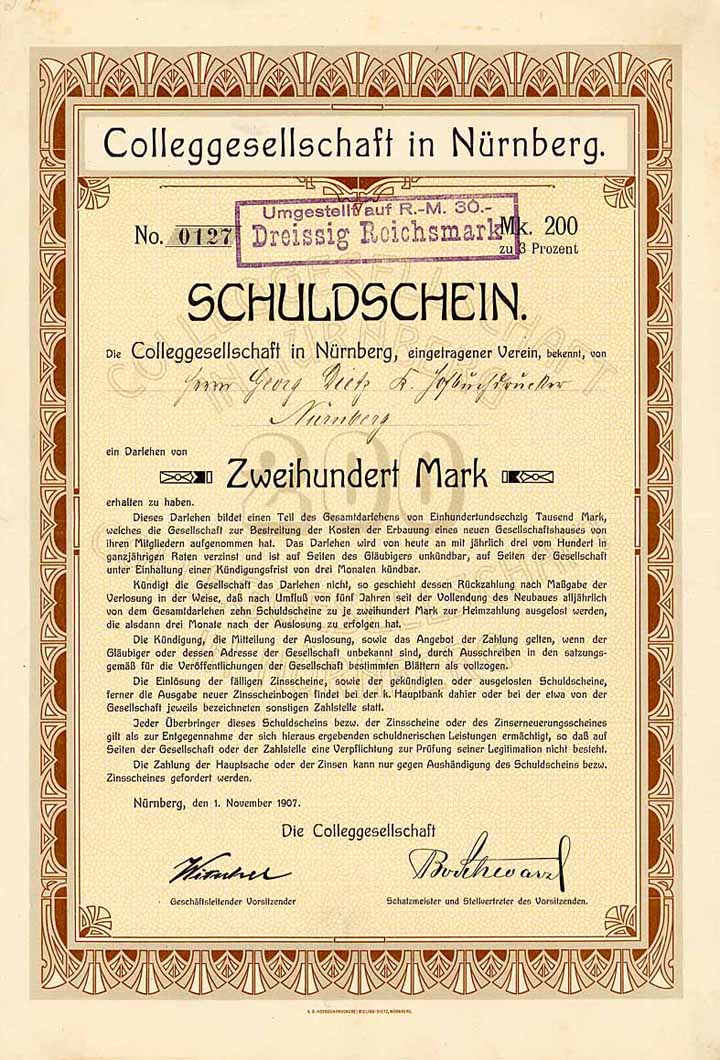 Colleggesellschaft in Nürnberg.
Umgestellt auf R.-M. 30.-
Dreissig Reichsmark
No. 0127
Mk. 200
zu 3 Prozent
SCHULDSCHEIN.
Die Colleggesellschaft in Nürnberg, eingetragener Verein, bekennt, von
Herrn Georg Dietz K. Hofbuchdrucker
Nürnberg
ein Darlehen von
Zweihundert Mark
erhalten zu haben.
Dieses Darlehen bildet einen Teil des Gesamtdarlehens von Einhundertundsechzig Tausend Mark,
welches die Gesellschaft zur Bestreitung der Kosten der Erbauung eines neuen Gesellschaftshauses von
ihren Mitgliedern aufgenommen hat. Das Darlehen wird von heute an mit jährlich drei vom Hundert in
ganzjährigen Raten verzinst und ist auf Seiten des Gläubigers unkündbar, auf Seiten der Gesellschaft
unter Einhaltung einer Kündigungsfrist von drei Monaten kündbar.
Kündigt die Gesellschaft das Darlehen nicht, so geschieht dessen Rückzahlung nach Maßgabe der
Verlosung in der Weise, daß nach Umfluß von fünf Jahren seit der Vollendung des Neubaues alljährlich
von dem Gesamtdarlehen zehn Schuldscheine zu je zweihundert Mark zur Heimzahlung ausgelost werden,
die alsdann drei Monate nach der Auslosung zu erfolgen hat.
Die Kündigung, die Mitteilung der Auslosung, sowie das Angebot der Zahlung gelten, wenn der
Gläubiger oder dessen Adresse der Gesellschaft unbekannt sind, durch Ausschreiben in den satzungs-
gemäß für die Veröffentlichungen der Gesellschaft bestimmten Blättern als vollzogen.
Die Einlösung der fälligen Zinsscheine, sowie der gekündigten oder ausgelosten Schuldscheine,
ferner die Ausgabe neuer Zinsscheinbogen findet bei der k. Hauptbank dahier oder bei der etwa von der
Gesellschaft jeweils bezeichneten sonstigen Zahlstelle statt.
Jeder Überbringer dieses Schuldscheins bezw. der Zinsscheine oder des Zinserneuerungsscheines
gilt als zur Entgegennahme der sich hieraus ergebenden schuldnerischen Leistungen ermächtigt, so daß auf
Seiten der Gesellschaft oder der Zahlstelle eine Verpflichtung zur Prüfung seiner Legitimation nicht besteht.
Die Zahlung der Hauptsache oder der Zinsen kann nur gegen Aushändigung des Schuldscheins bezw.
Zinsscheines gefordert werden.
Nürnberg, den 1. November 1907.
Die Colleggesellschaft
Geschäftsleitender Vorsitzender
Schatzmeister und Stellvertreter des Vorsitzenden.
K. B. HOFBUCHDRUCKEREI BIELING-DIETZ, NÜRNBERG.